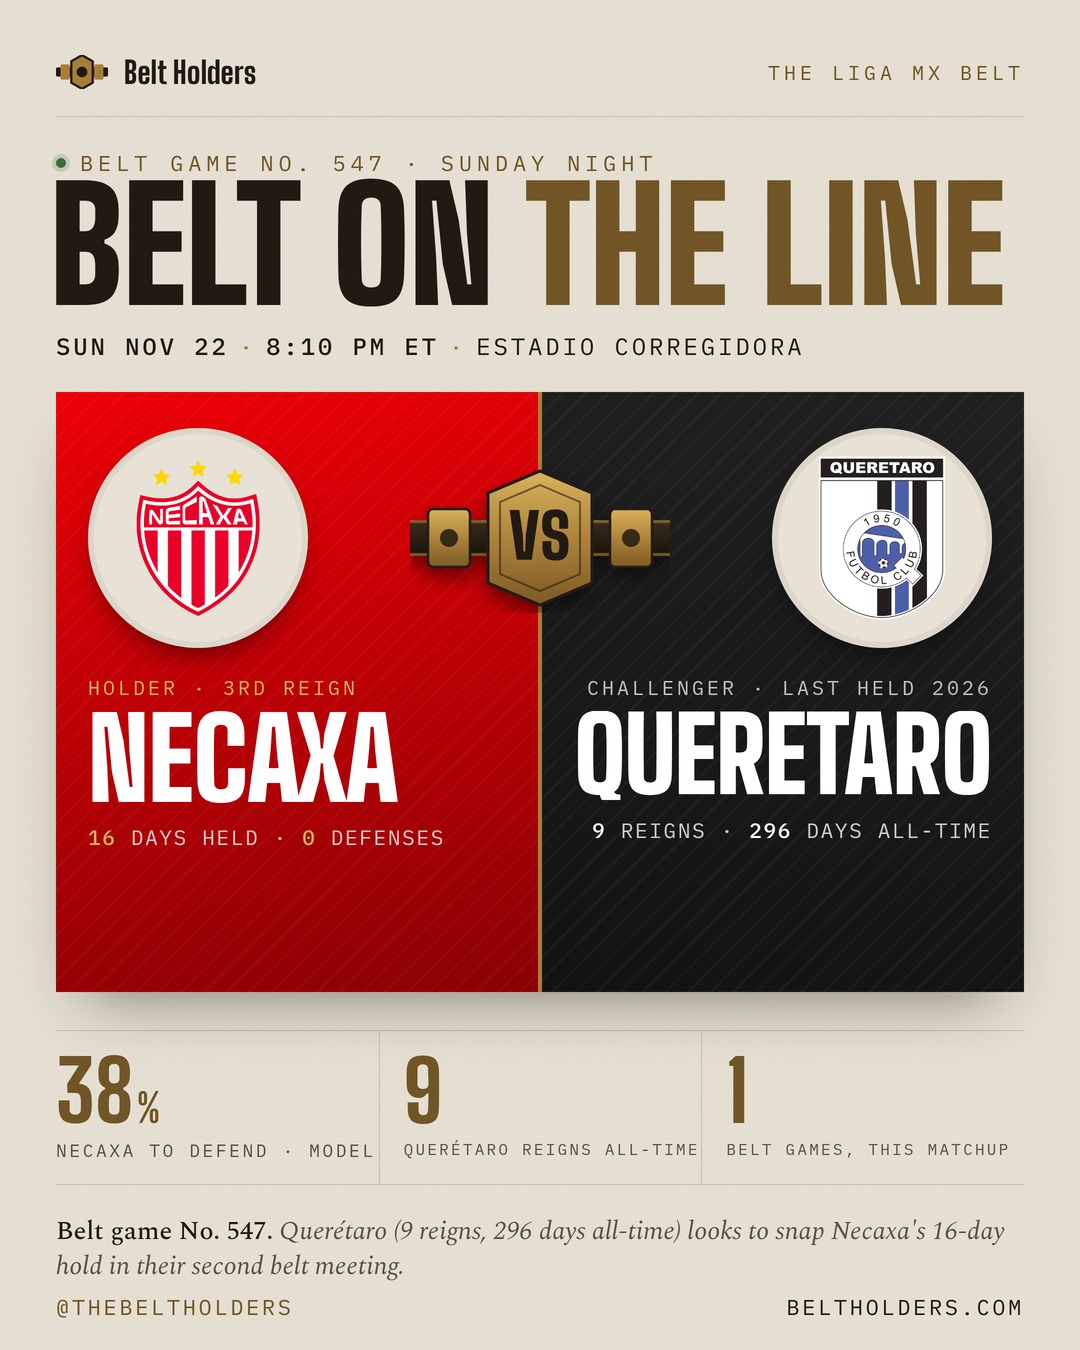 Belt Holders
THE LIGA MX BELT
BELT GAME NO. 547 · SUNDAY NIGHT
BELT ON THE LINE
SUN NOV 22 · 8:10 PM ET · ESTADIO CORREGIDORA
NECAXA
VS
QUERETARO
1950
FUTBOL CLUB
HOLDER · 3RD REIGN
NECAXA
16 DAYS HELD · 0 DEFENSES
CHALLENGER · LAST HELD 2026
QUERETARO
9 REIGNS · 296 DAYS ALL-TIME
38%
NECAXA TO DEFEND · MODEL
9
QUERÉTARO REIGNS ALL-TIME
1
BELT GAMES, THIS MATCHUP
Belt game No. 547. Querétaro (9 reigns, 296 days all-time) looks to snap Necaxa's 16-day
hold in their second belt meeting.
@THEBELTHOLDERS
BELTHOLDERS.COM